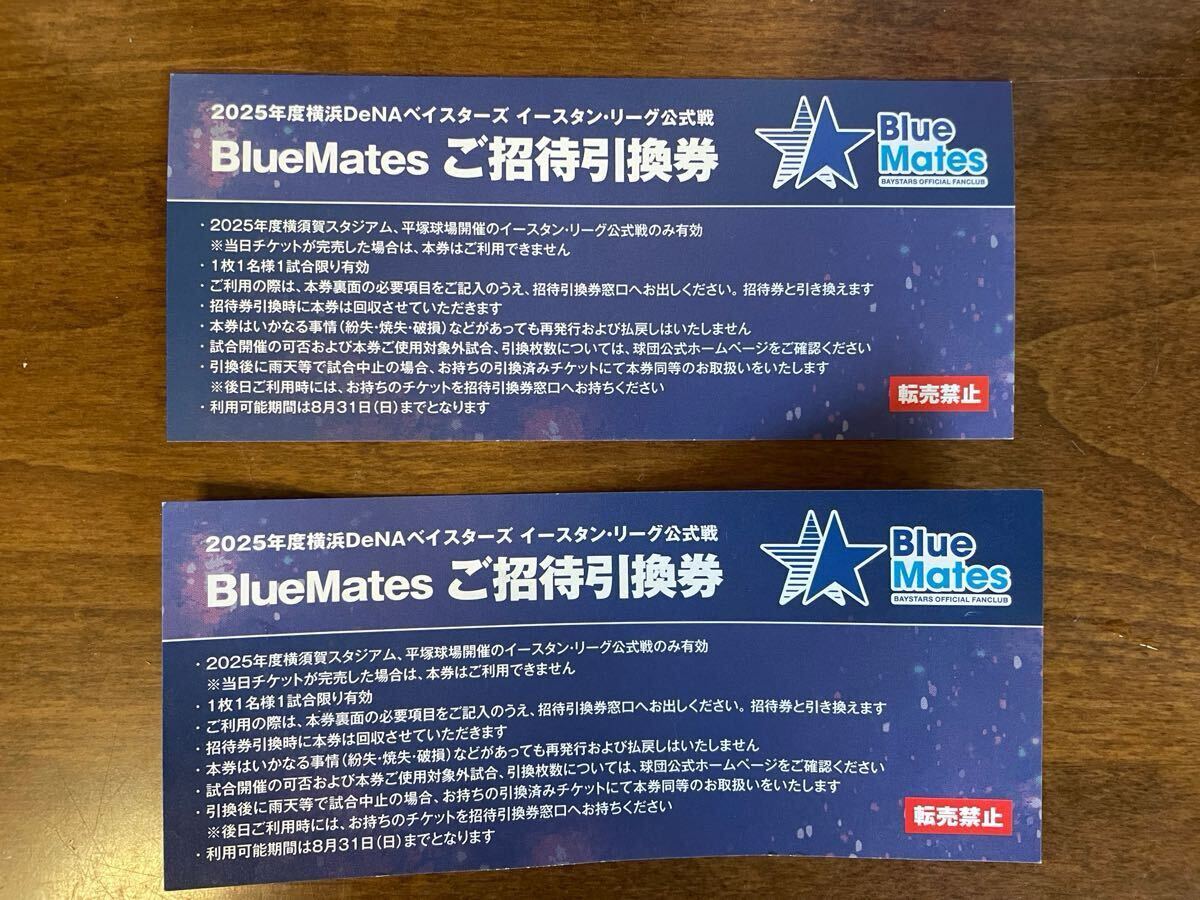 2025年度横浜DeNAベイスターズ イースタン・リーグ公式戦
BlueMates ご招待引換券
Blue
Mates
BAYSTARS OFFICIAL FANCLUB
・2025年度横須賀スタジアム、平塚球場開催のイースタン・リーグ公式戦のみ有効
※当日チケットが完売した場合は、本券はご利用できません
・1枚1名様1試合限り有効
・ご利用の際は、本券裏面の必要項目をご記入のうえ、招待引換券窓口へお出しください。招待券と引き換えます
・招待券引換時に本券は回収させていただきます
・本券はいかなる事情(紛失・焼失・破損)などがあっても再発行および払戻しはいたしません
・試合開催の可否および本券ご使用対象外試合、引換枚数については、球団公式ホームページをご確認ください
・引換後に雨天等で試合中止の場合、お持ちの引換済みチケットにて本券同等のお取扱いをいたします
※後日ご利用時には、お持ちのチケットを招待引換券窓口へお持ちください
・利用可能期間は8月31日(日)までとなります
転売禁止
2025年度横浜DeNAベイスターズ イースタン・リーグ公式戦
BlueMates ご招待引換券
Blue
Mates
BAYSTARS OFFICIAL FANCLUB
・2025年度横須賀スタジアム、平塚球場開催のイースタン・リーグ公式戦のみ有効
※当日チケットが完売した場合は、本券はご利用できません
・1枚1名様1試合限り有効
・ご利用の際は、本券裏面の必要項目をご記入のうえ、招待引換券窓口へお出しください。招待券と引き換えます
・招待券引換時に本券は回収させていただきます
・本券はいかなる事情(紛失・焼失・破損)などがあっても再発行および払戻しはいたしません
・試合開催の可否および本券ご使用対象外試合、引換枚数については、球団公式ホームページをご確認ください
・引換後に雨天等で試合中止の場合、お持ちの引換済みチケットにて本券同等のお取扱いをいたします
※後日ご利用時には、お持ちのチケットを招待引換券窓口へお持ちください
・利用可能期間は8月31日(日)までとなります
転売禁止